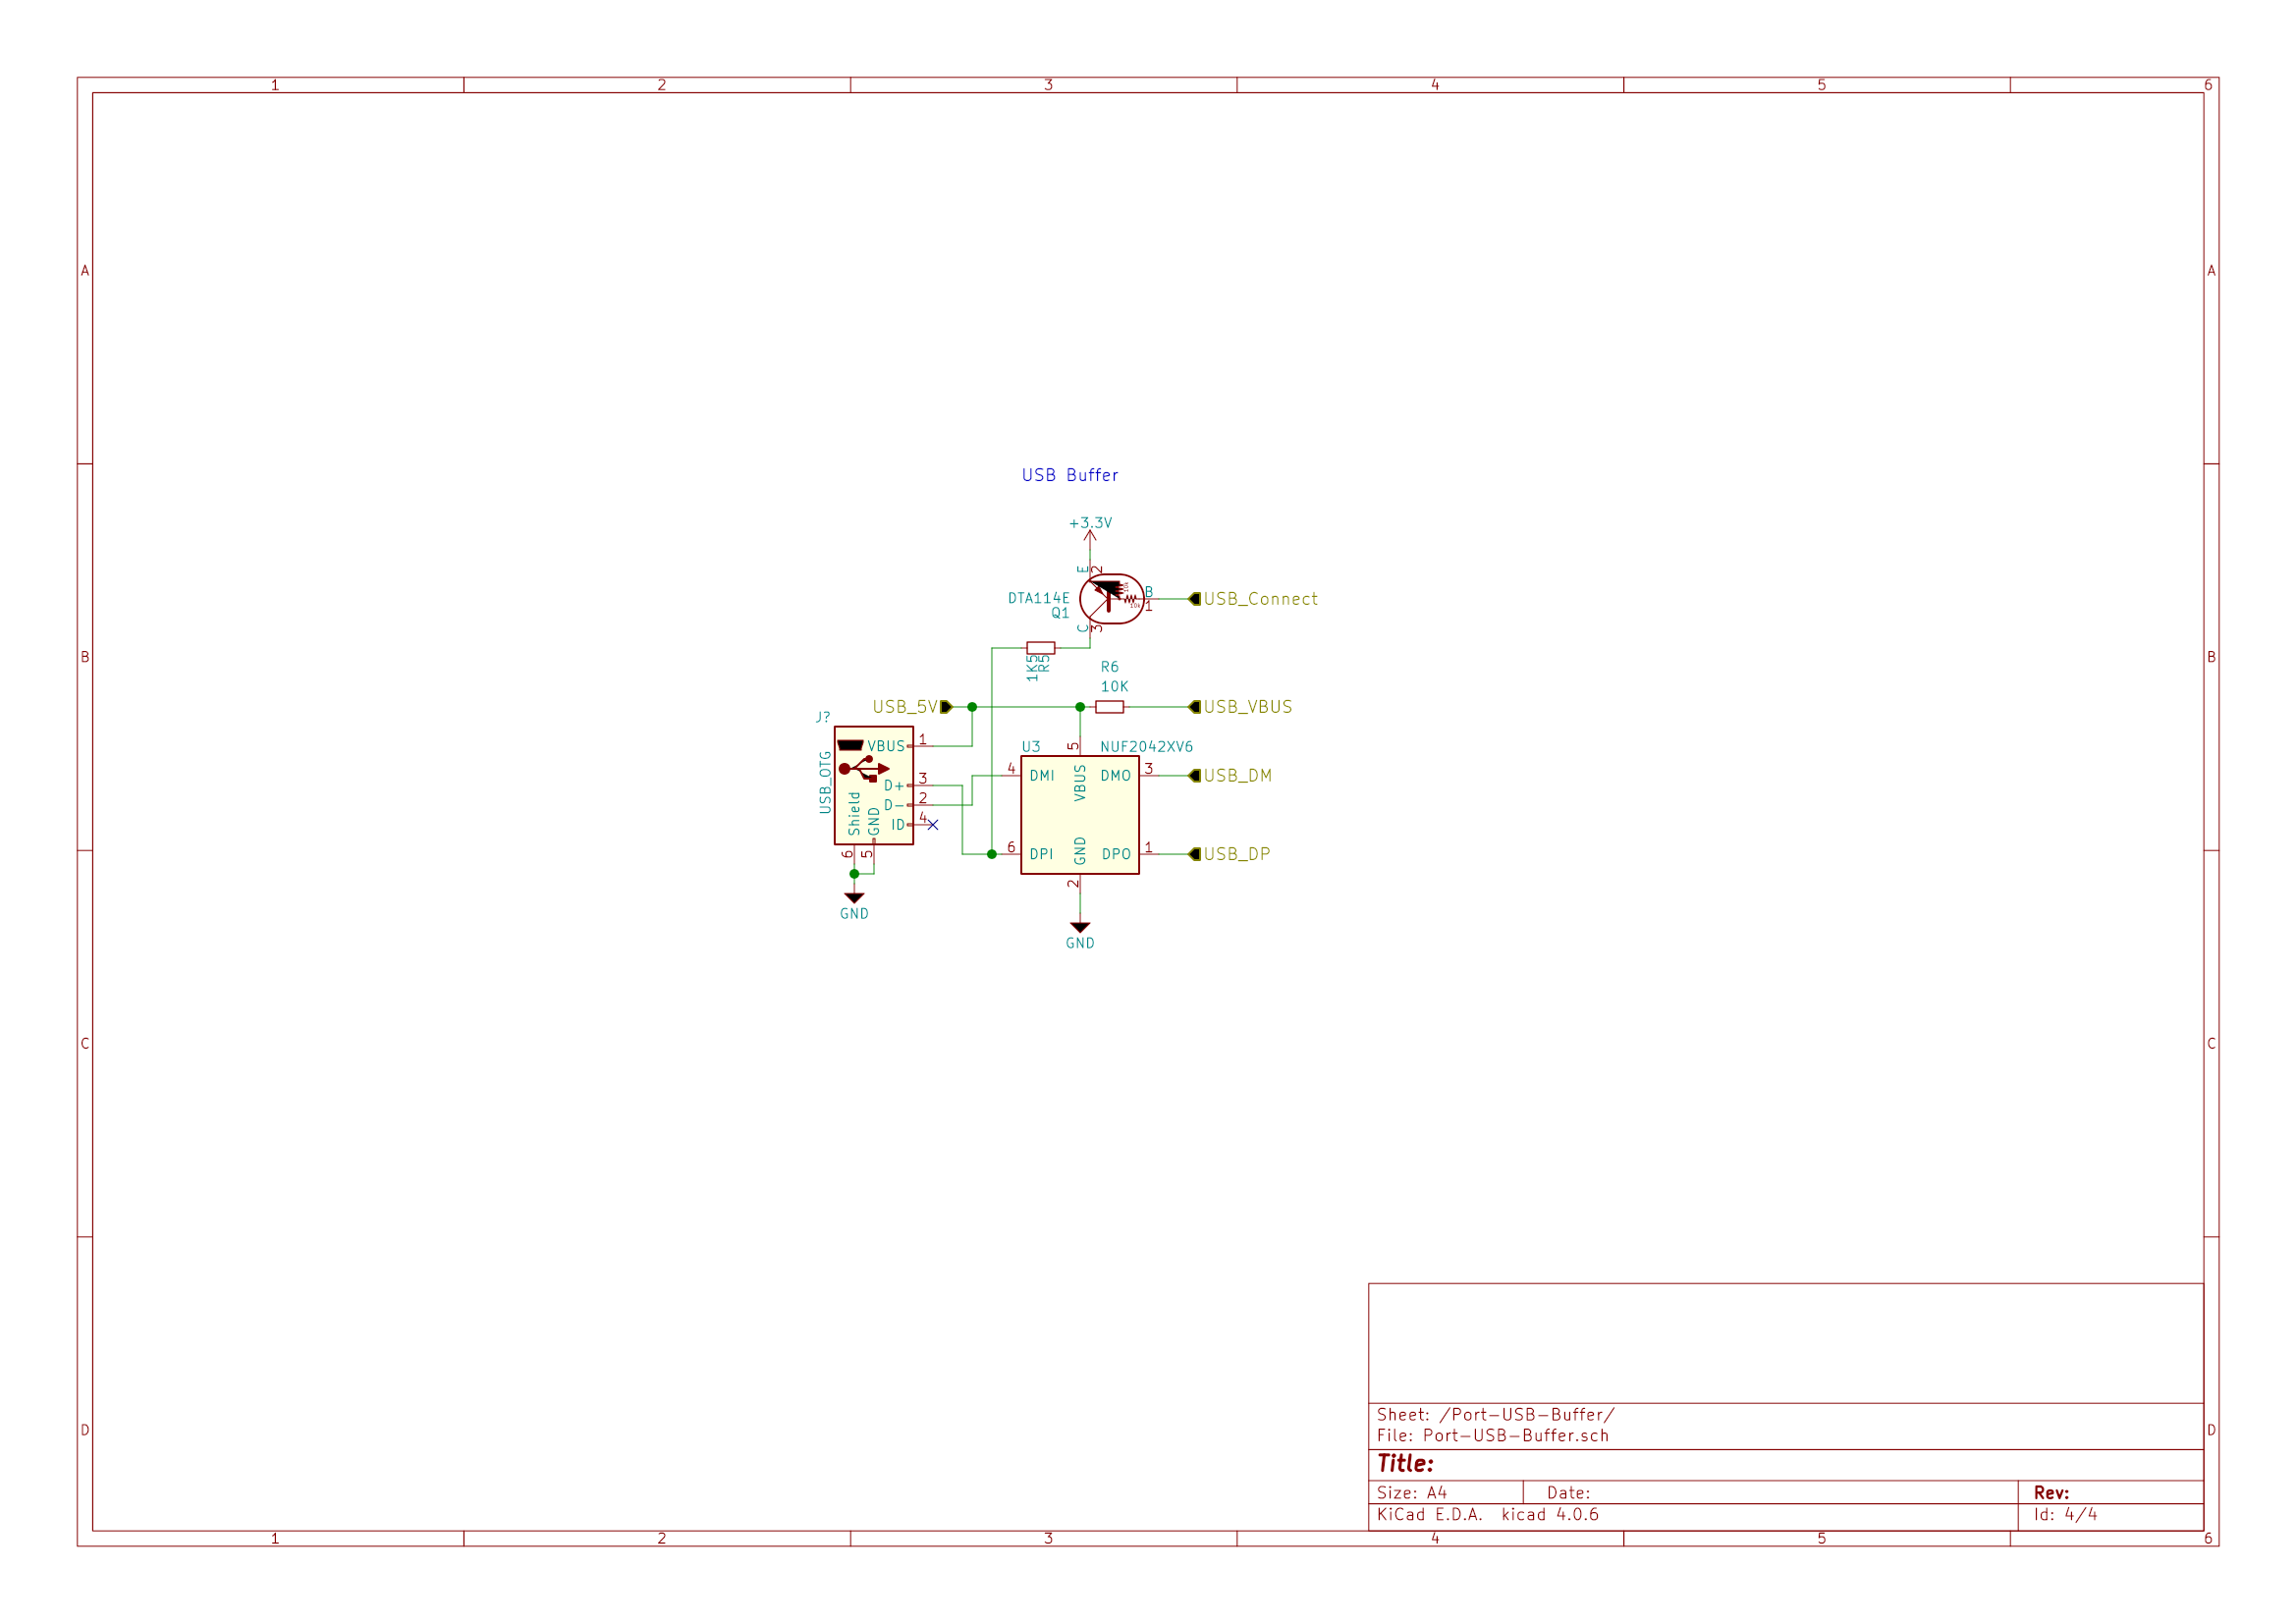 1 2 3 4 5 6
A A
USB Buffer
+3.3V
E 2
DTA114E
Q1
B
1
10k
10k
USB_Connect
C 3
1K5
R5
R6
10K
USB_5V
USB_VBUS
J?
USB_OTG
VBUS 1
D+ 3
D- 2
ID 4
Shield 6
GND 5
GND
U3
NUF2042XV6
5 VBUS
4 DMI
DMO 3
USB_DM
6 DPI
DPO 1
USB_DP
GND 2
GND
B B
C C
D D
Sheet: /Port-USB-Buffer/
File: Port-USB-Buffer.sch
Title:
Size: A4 Date: Rev:
KiCad E.D.A. kicad 4.0.6 Id: 4/4
1 2 3 4 5 6